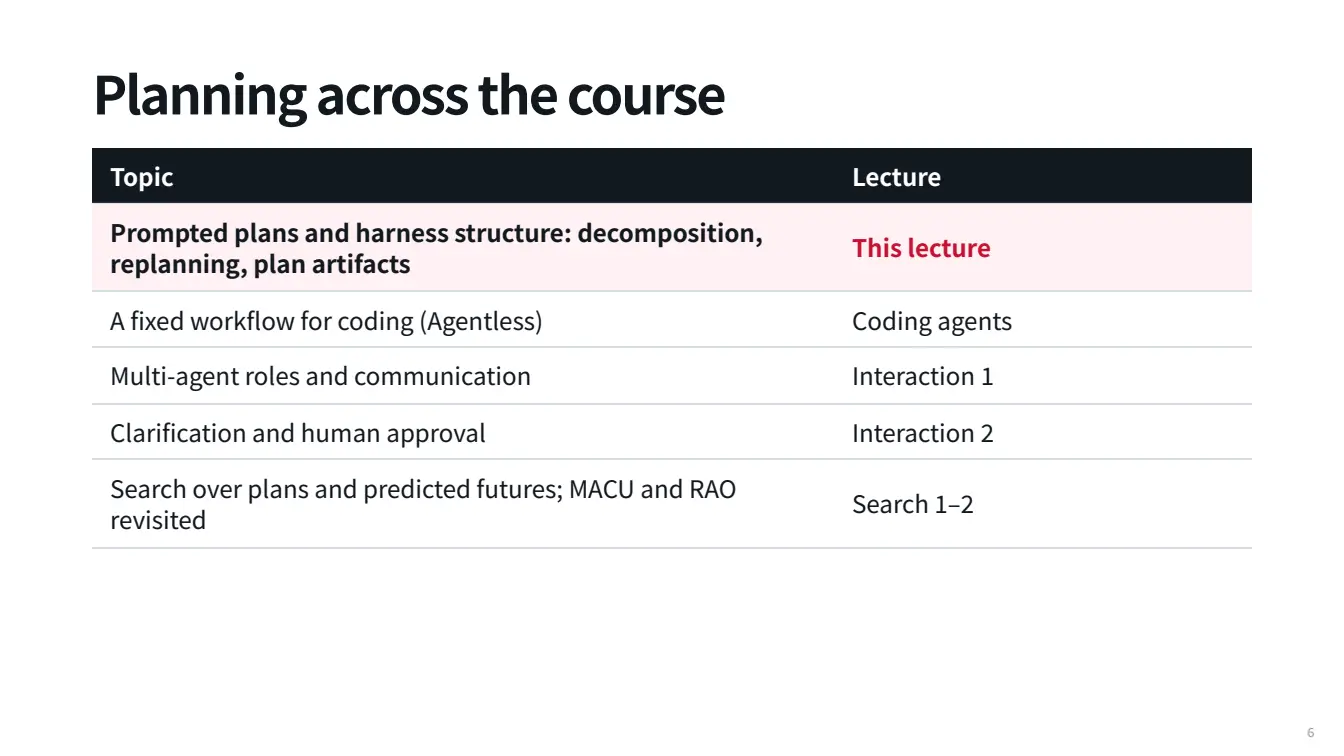 Planning across the course
Topic
Lecture
Prompted plans and harness structure: decomposition,
replanning, plan artifacts
This lecture
A fixed workflow for coding (Agentless)
Coding agents
Multi-agent roles and communication
Interaction 1
Clarification and human approval
Interaction 2
Search over plans and predicted futures; MACU and RAO
revisited
Search 1–2
6